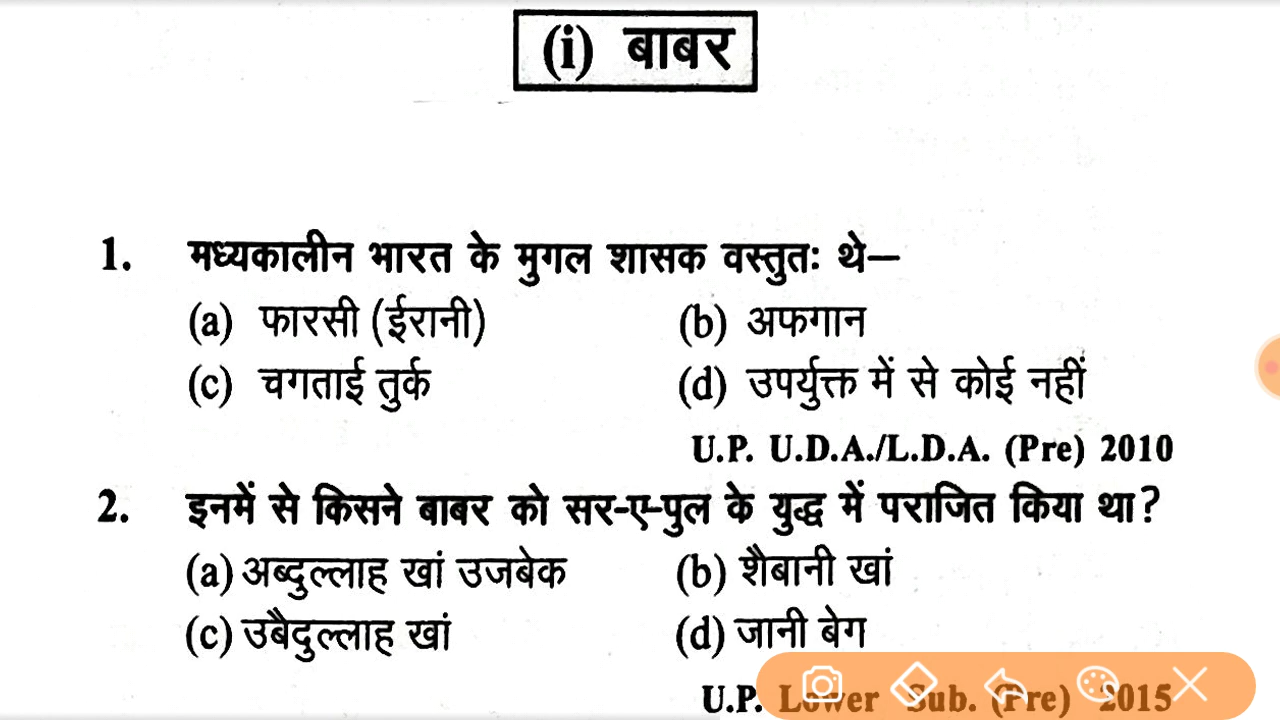 (i) बाबर
1. मध्यकालीन भारत के मुगल शासक वस्तुतः थे–
(a) फारसी (ईरानी) (b) अफगान
(c) चगताई तुर्क (d) उपर्युक्त में से कोई नहीं
U.P. U.D.A./L.D.A. (Pre) 2010
2. इनमें से किसने बाबर को सर-ए-पुल के युद्ध में पराजित किया था?
(a) अब्दुल्लाह खां उजबेक (b) शैबानी खां
(c) उबैदुल्लाह खां (d) जानी बेग
U.P. Lower Sub. (Pre) 2015